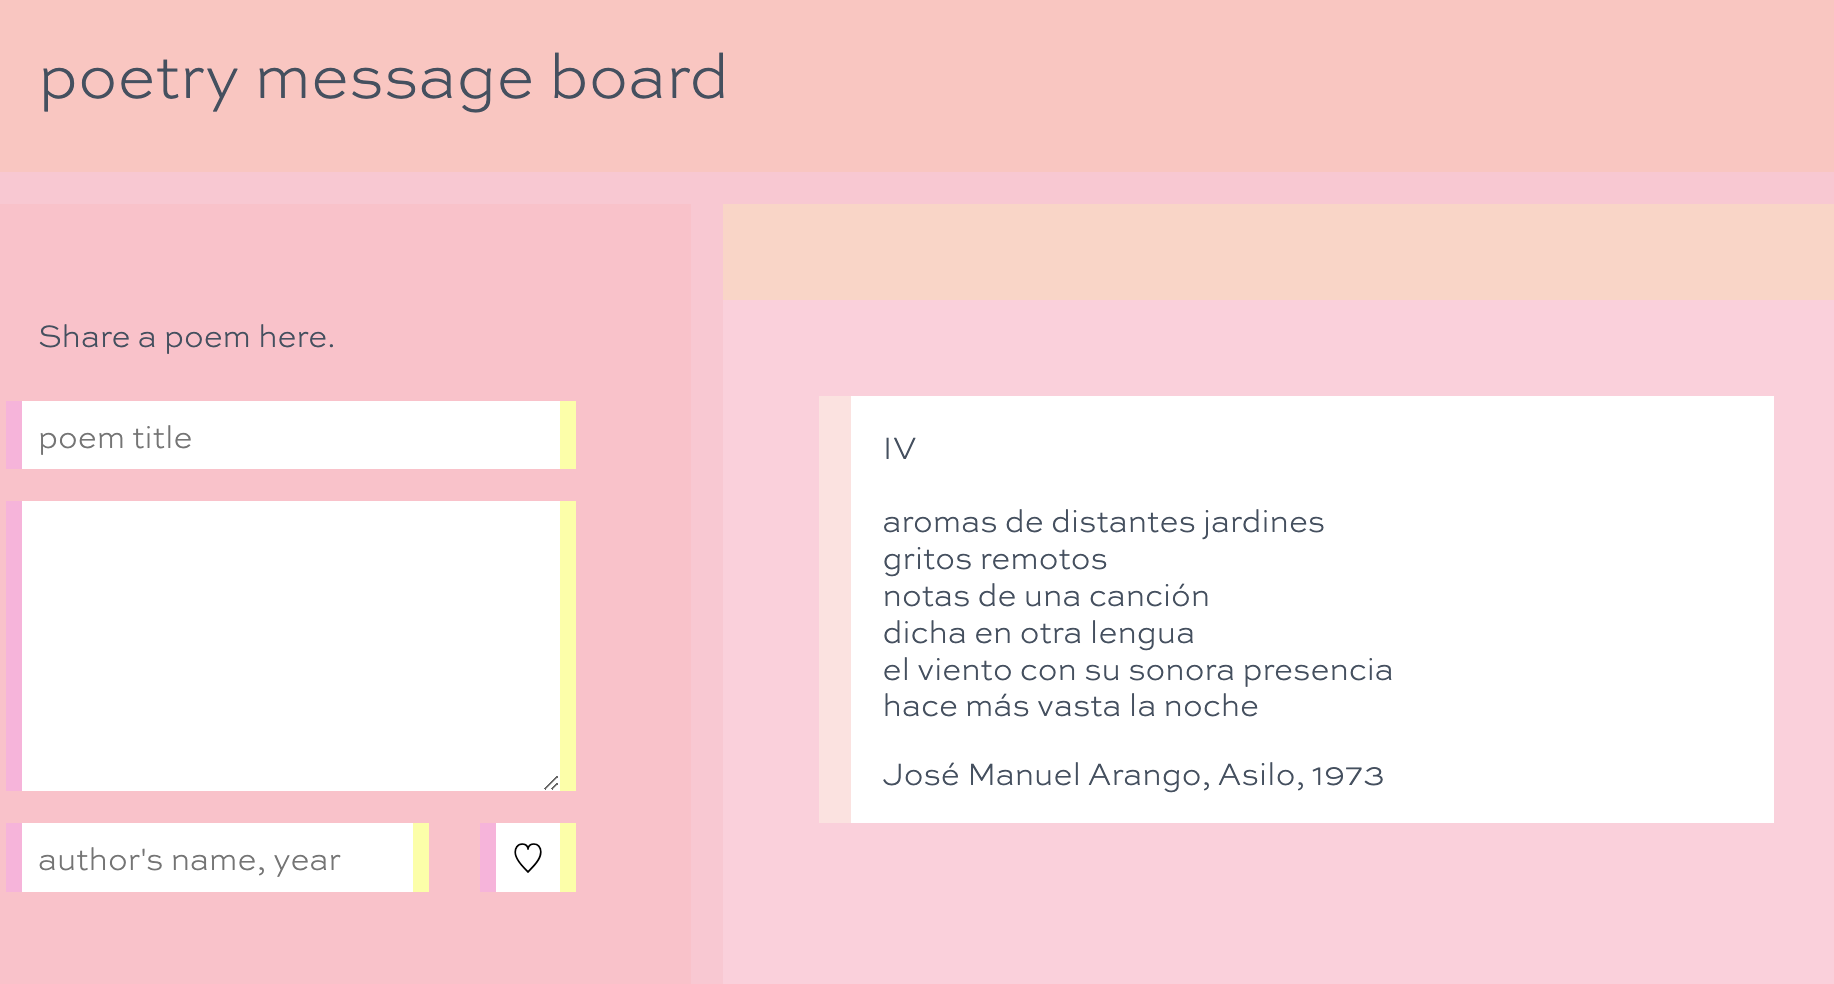 poetry message board
Share a poem here.
poem title
author's name, year
♡
IV
aromas de distantes jardines
gritos remotos
notas de una canción
dicha en otra lengua
el viento con su sonora presencia
hace más vasta la noche
José Manuel Arango, Asilo, 1973